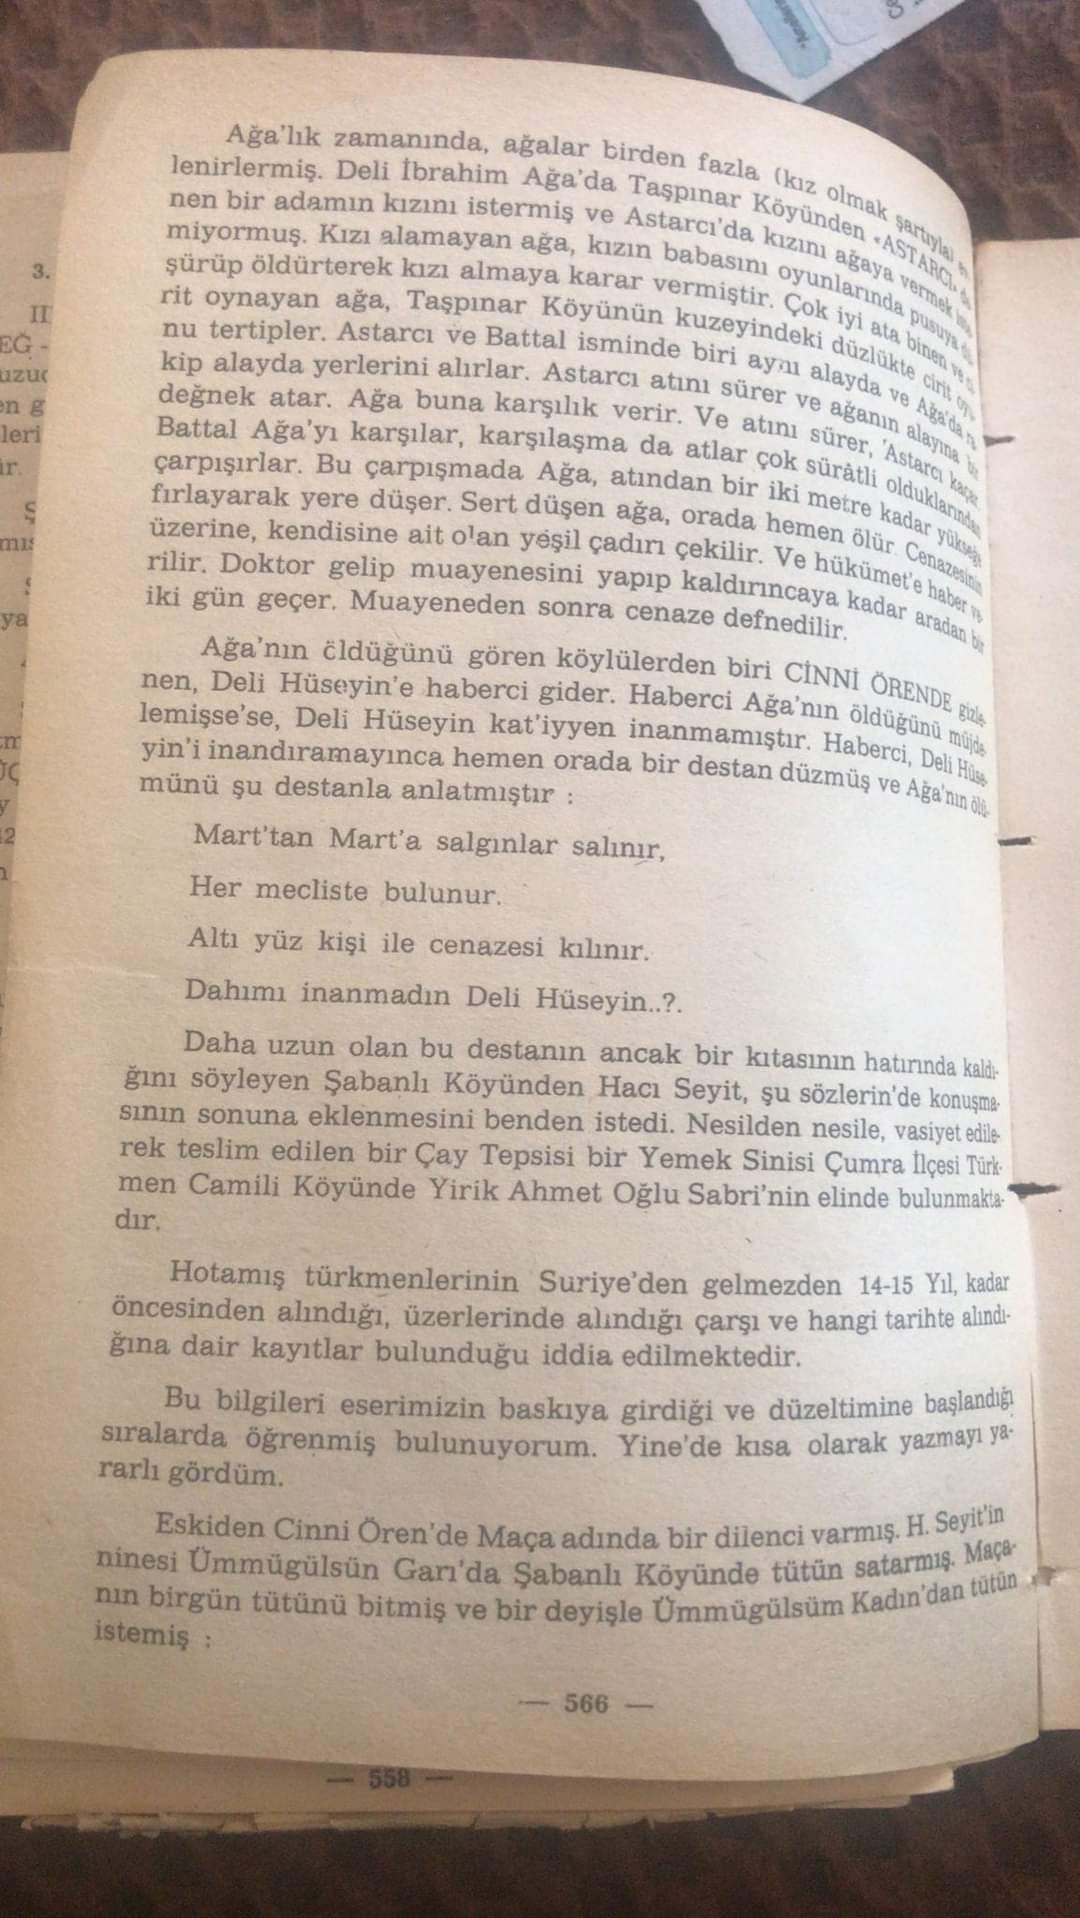 Ağa'lık zamanında, ağalar birden fazla (kız olmak şartıyla) ev-
lenirlermiş. Deli İbrahim Ağa'da Taşpınar Köyünden «ASTARCI» de-
nen bir adamın kızını istermiş ve Astarcı'da kızını ağaya vermek iste-
miyormuş. Kızı alamayan ağa, kızın babasını oyunlarında pusuya dü-
şürüp öldürterek kızı almaya karar vermiştir. Çok iyi ata binen ve ci-
rit oynayan ağa, Taşpınar Köyünün kuzeyindeki düzlükte cirit oyu-
nu tertipler. Astarcı ve Battal isminde biri aynı alayda ve Ağa'da ra-
kip alayda yerlerini alırlar. Astarcı atını sürer ve ağanın alayına bir
değnek atar. Ağa buna karşılık verir. Ve atını sürer, 'Astarcı kaçar
Battal Ağa'yı karşılar, karşılaşma da atlar çok süratli olduklarından
çarpışırlar. Bu çarpışmada Ağa, atından bir iki metre kadar yükseğe
fırlayarak yere düşer. Sert düşen ağa, orada hemen ölür. Cenazesinin
üzerine, kendisine ait olan yeşil çadırı çekilir. Ve hükümet'e haber ve-
rilir. Doktor gelip muayenesini yapıp kaldırıncaya kadar aradan bir
iki gün geçer. Muayeneden sonra cenaze defnedilir.
Ağa'nın öldüğünü gören köylülerden biri CİNNİ ÖRENDE gizle-
nen, Deli Hüseyin'e haberci gider. Haberci Ağa'nın öldüğünü müjde-
lemişse'se, Deli Hüseyin kat'iyyen inanmamıştır. Haberci, Deli Hüse-
yin'i inandıramayınca hemen orada bir destan düzmüş ve Ağa'nın ölü-
münü şu destanla anlatmıştır :
Mart'tan Mart'a salgınlar salınır,
Her mecliste bulunur.
Altı yüz kişi ile cenazesi kılınır.
Dahımı inanmadın Deli Hüseyin..?.
Daha uzun olan bu destanın ancak bir kıtasının hatırında kaldı-
ğını söyleyen Şabanlı Köyünden Hacı Seyit, şu sözlerin'de konuşma-
sının sonuna eklenmesini benden istedi. Nesilden nesile, vasiyet edile-
rek teslim edilen bir Çay Tepsisi bir Yemek Sinisi Çumra İlçesi Türk-
men Camili Köyünde Yirik Ahmet Oğlu Sabri'nin elinde bulunmakta-
dır.
Hotamış türkmenlerinin Suriye'den gelmezden 14-15 Yıl, kadar
öncesinden alındığı, üzerlerinde alındığı çarşı ve hangi tarihte alındı-
ğına dair kayıtlar bulunduğu iddia edilmektedir.
Bu bilgileri eserimizin baskıya girdiği ve düzeltimine başlandığı
sıralarda öğrenmiş bulunuyorum. Yine'de kısa olarak yazmayı ya-
rarlı gördüm.
Eskiden Cinni Ören'de Maça adında bir dilenci varmış. H. Seyit'in
ninesi Ümmügülsün Garı'da Şabanlı Köyünde tütün satarmış. Maça-
nın birgün tütünü bitmiş ve bir deyişle Ümmügülsüm Kadın'dan tütün
istemiş :
— 566 —
— 558 —